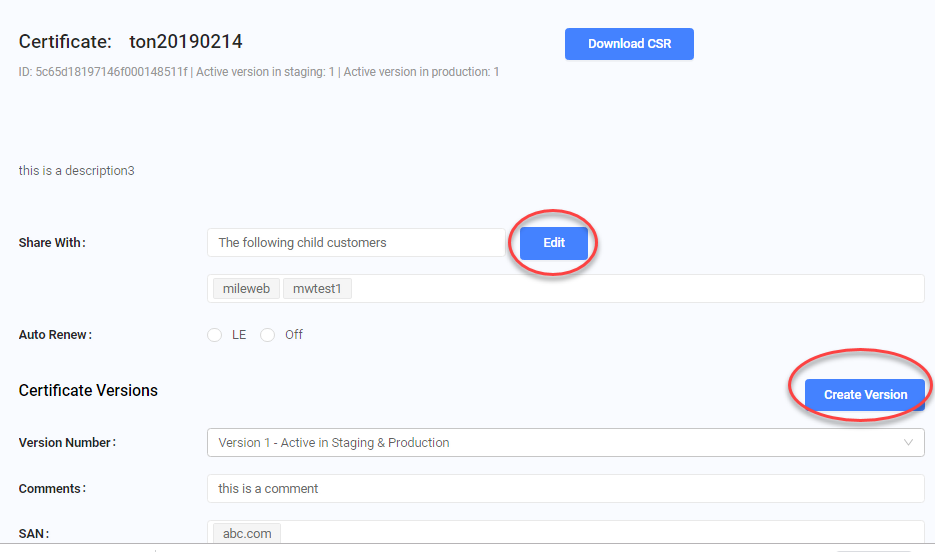 Certificate: ton20190214
Download CSR
ID: 5c65d18197146f000148511f | Active version in staging: 1 | Active version in production: 1
this is a description3
Share With: The following child customers Edit
mileweb mwtest1
Auto Renew: LE Off
Certificate Versions Create Version
Version Number: Version 1 - Active in Staging & Production
Comments: this is a comment
SAN: abc.com